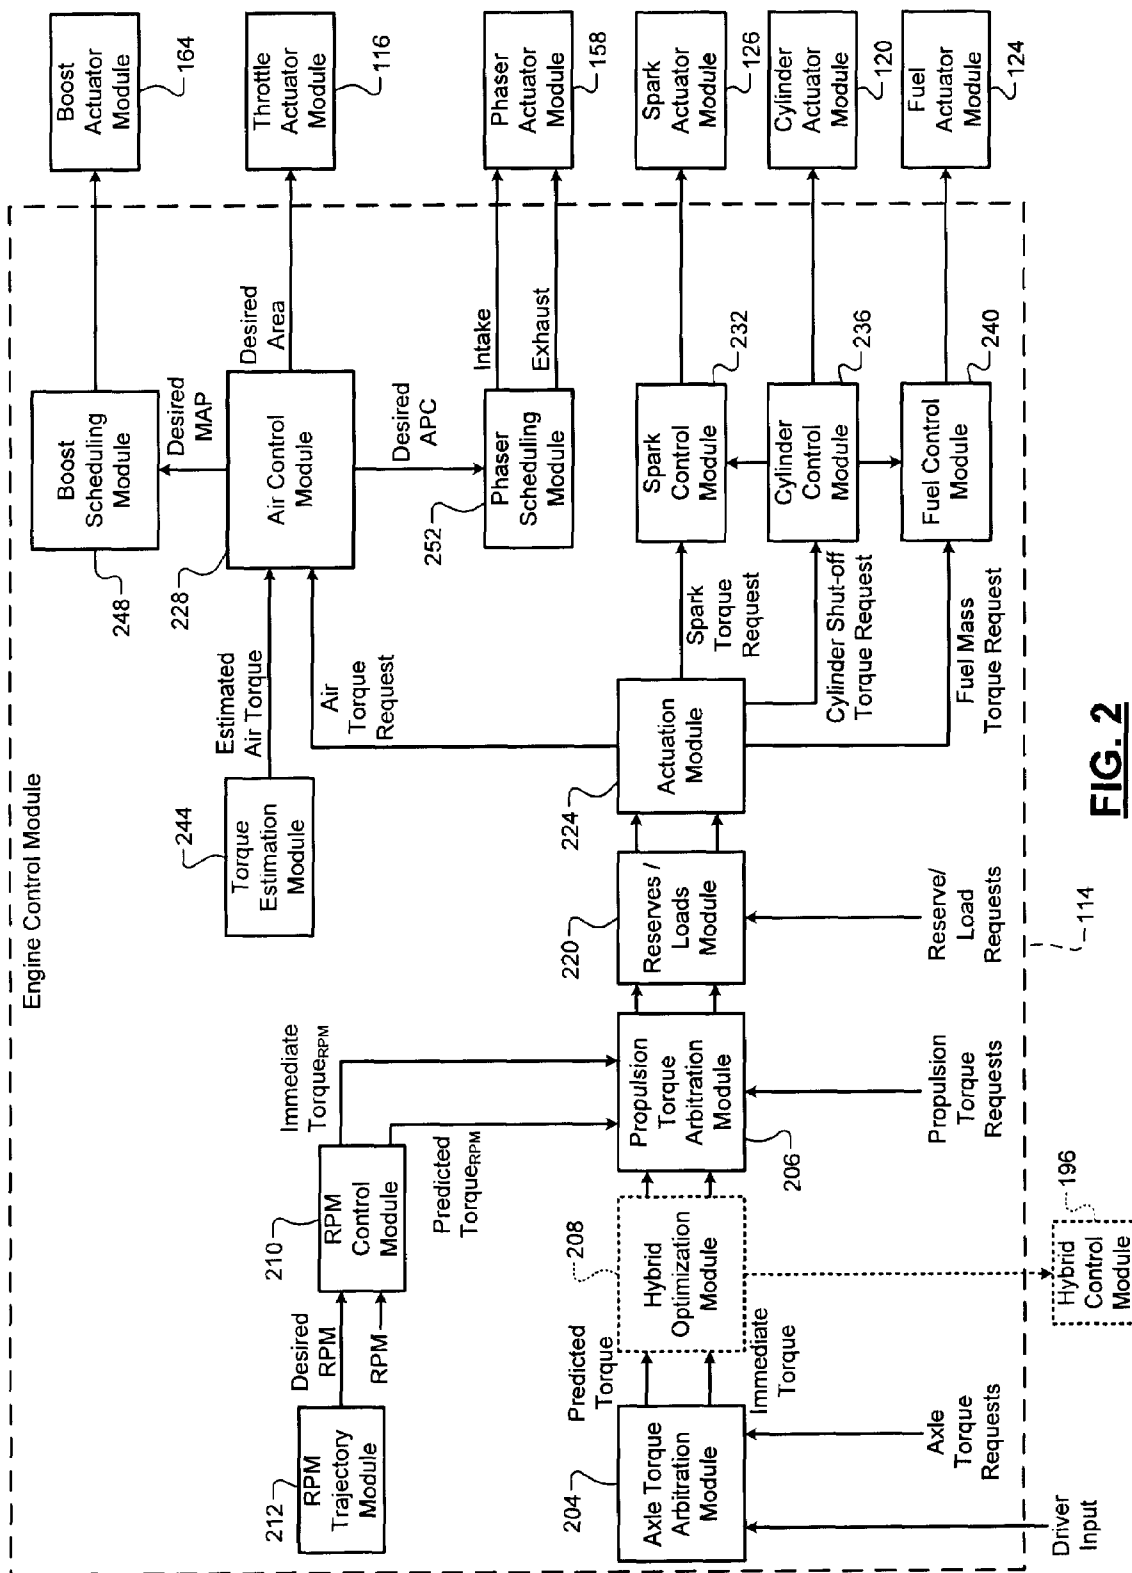 Engine Control Module
Boost
Actuator
Module
164
Throttle
Actuator
Module
116
Phaser
Actuator
Module
158
Spark
Actuator
Module
126
Cylinder
Actuator
Module
120
Fuel
Actuator
Module
124
Boost
Scheduling
Module
248
Desired
MAP
Desired
Area
Air Control
Module
228
Desired
APC
Intake
Exhaust
Phaser
Scheduling
Module
252
Spark
Control
Module
232
Cylinder
Control
Module
236
Fuel Control
Module
240
Estimated
Air Torque
Air
Torque
Request
Spark
Torque
Request
Cylinder Shut-off
Torque Request
Fuel Mass
Torque Request
244
Torque
Estimation
Module
224
Actuation
Module
220
Reserves /
Loads
Module
Reserve/
Load
Requests
114
Immediate
TorqueRPM
Predicted
TorqueRPM
Propulsion
Torque
Arbitration
Module
206
Propulsion
Torque
Requests
210
RPM
Control
Module
208
Hybrid
Optimization
Module
196
Hybrid
Control
Module
Desired
RPM
RPM
Predicted
Torque
Immediate
Torque
212
RPM
Trajectory
Module
204
Axle Torque
Arbitration
Module
Axle
Torque
Requests
Driver
Input
FIG. 2